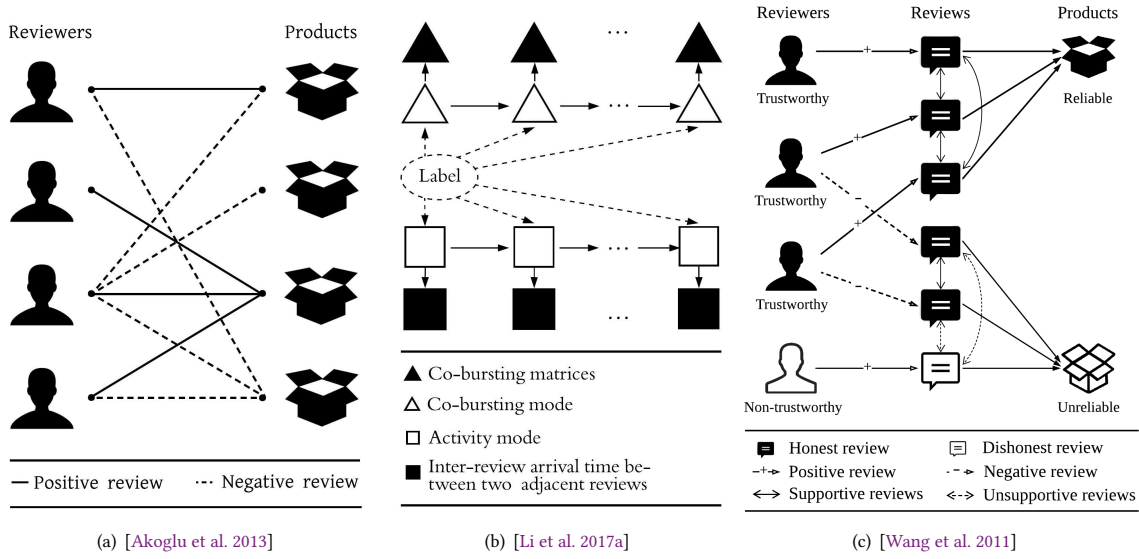 Reviewers
Products
Positive review
Negative review
(a) [Akoglu et al. 2013]
...
...
Label
...
...
Co-bursting matrices
Co-bursting mode
Activity mode
Inter-review arrival time be-
tween two adjacent reviews
(b) [Li et al. 2017a]
Reviewers
Reviews
Products
+
Trustworthy
Reliable
+
Trustworthy
–
+
Trustworthy
–
+
Non-trustworthy
Unreliable
Honest review
Dishonest review
+
Positive review
–
Negative review
Supportive reviews
Unsupportive reviews
(c) [Wang et al. 2011]